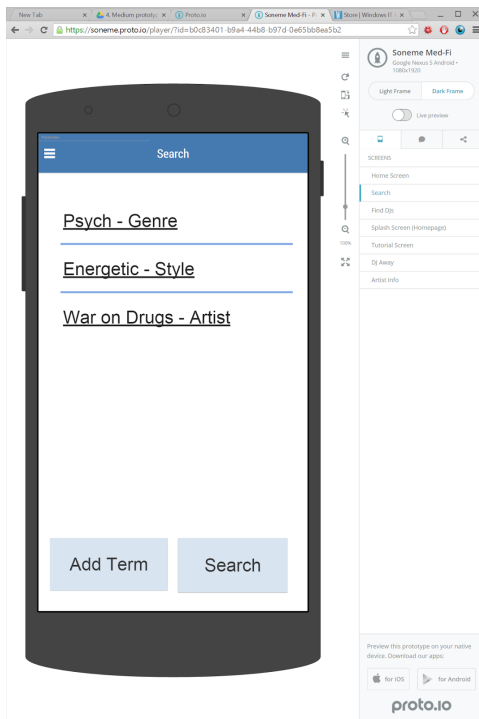 New Tab
4. Medium prototyp
Proto.io
Soneme Med-Fi - P
Store | Windows IT
https://soneme.proto.io/player/?id=b0c83401-b9a4-44b8-b97d-0e65bb8ea5b2
Search
Psych - Genre
Energetic - Style
War on Drugs - Artist
Add Term
Search
100%
Soneme Med-Fi
Google Nexus 5 Android •
1080x1920
Light Frame
Dark Frame
Live preview
SCREENS
Home Screen
Search
Find DJs
Splash Screen (Homepage)
Tutorial Screen
DJ Away
Artist Info
Preview this prototype on your native
device. Download our apps:
for iOS
for Android
proto.io